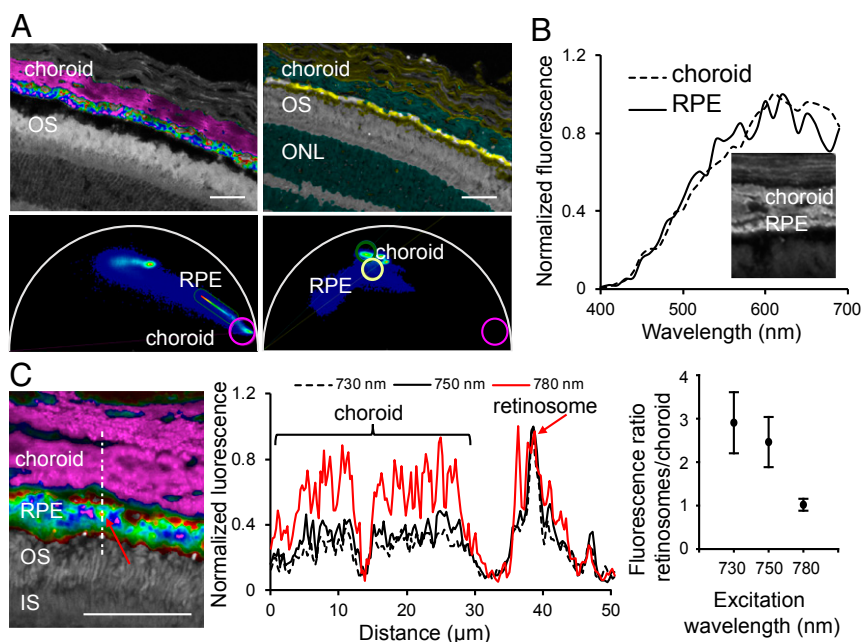 A
choroid
OS
choroid
OS
ONL
RPE
choroid
choroid
RPE
B
Normalized fluorescence
1.2
0.8
0.4
0
choroid
RPE
choroid
RPE
400 500 600 700
Wavelength (nm)
C
choroid
RPE
OS
IS
Normalized luorescence
1.2
0.8
0.4
0
730 nm 750 nm 780 nm
choroid
retinosome
0 10 20 30 40 50
Distance (µm)
Fluorescence ratio
retinosomes/choroid
4
3
2
1
0
730 750 780
Excitation
wavelength (nm)